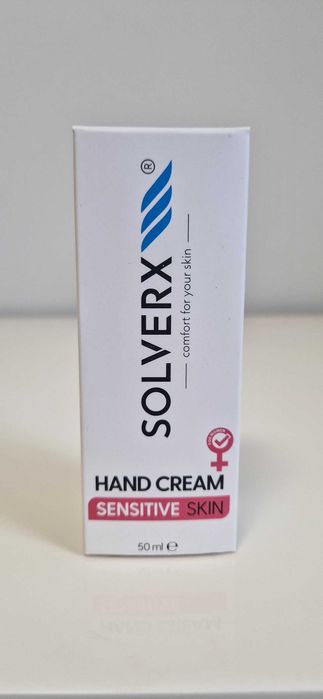 SOLVERX®
comfort for your skin
HAND CREAM
SENSITIVE SKIN
50 ml ℮